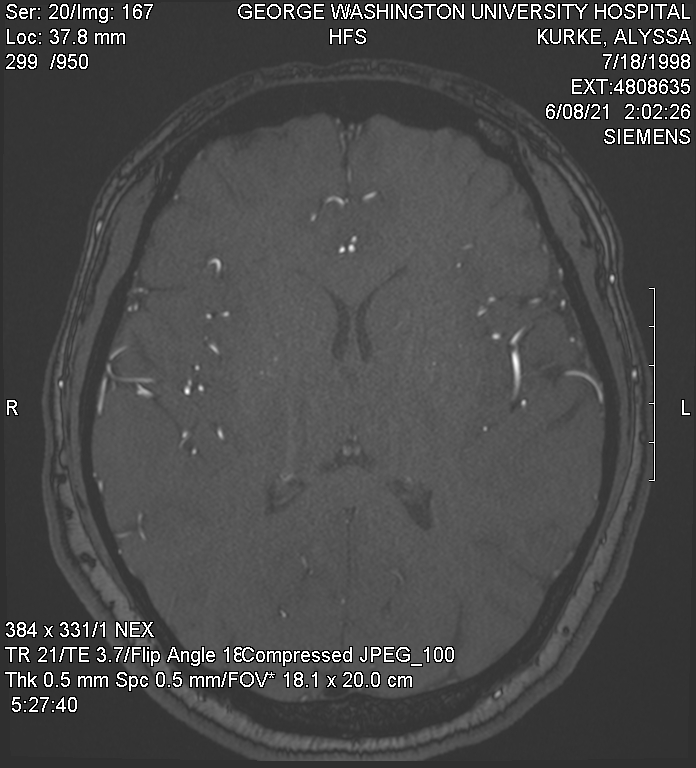 Ser: 20/Img: 167
Loc: 37.8 mm
299 /950
HFS
GEORGE WASHINGTON UNIVERSITY HOSPITAL
KURKE, ALYSSA
7/18/1998
EXT:4808635
6/08/21 2:02:26
SIEMENS
R
L
384 x 331/1 NEX
TR 21/TE 3.7/Flip Angle 18Compressed JPEG_100
Thk 0.5 mm Spc 0.5 mm/FOV* 18.1 x 20.0 cm
5:27:40